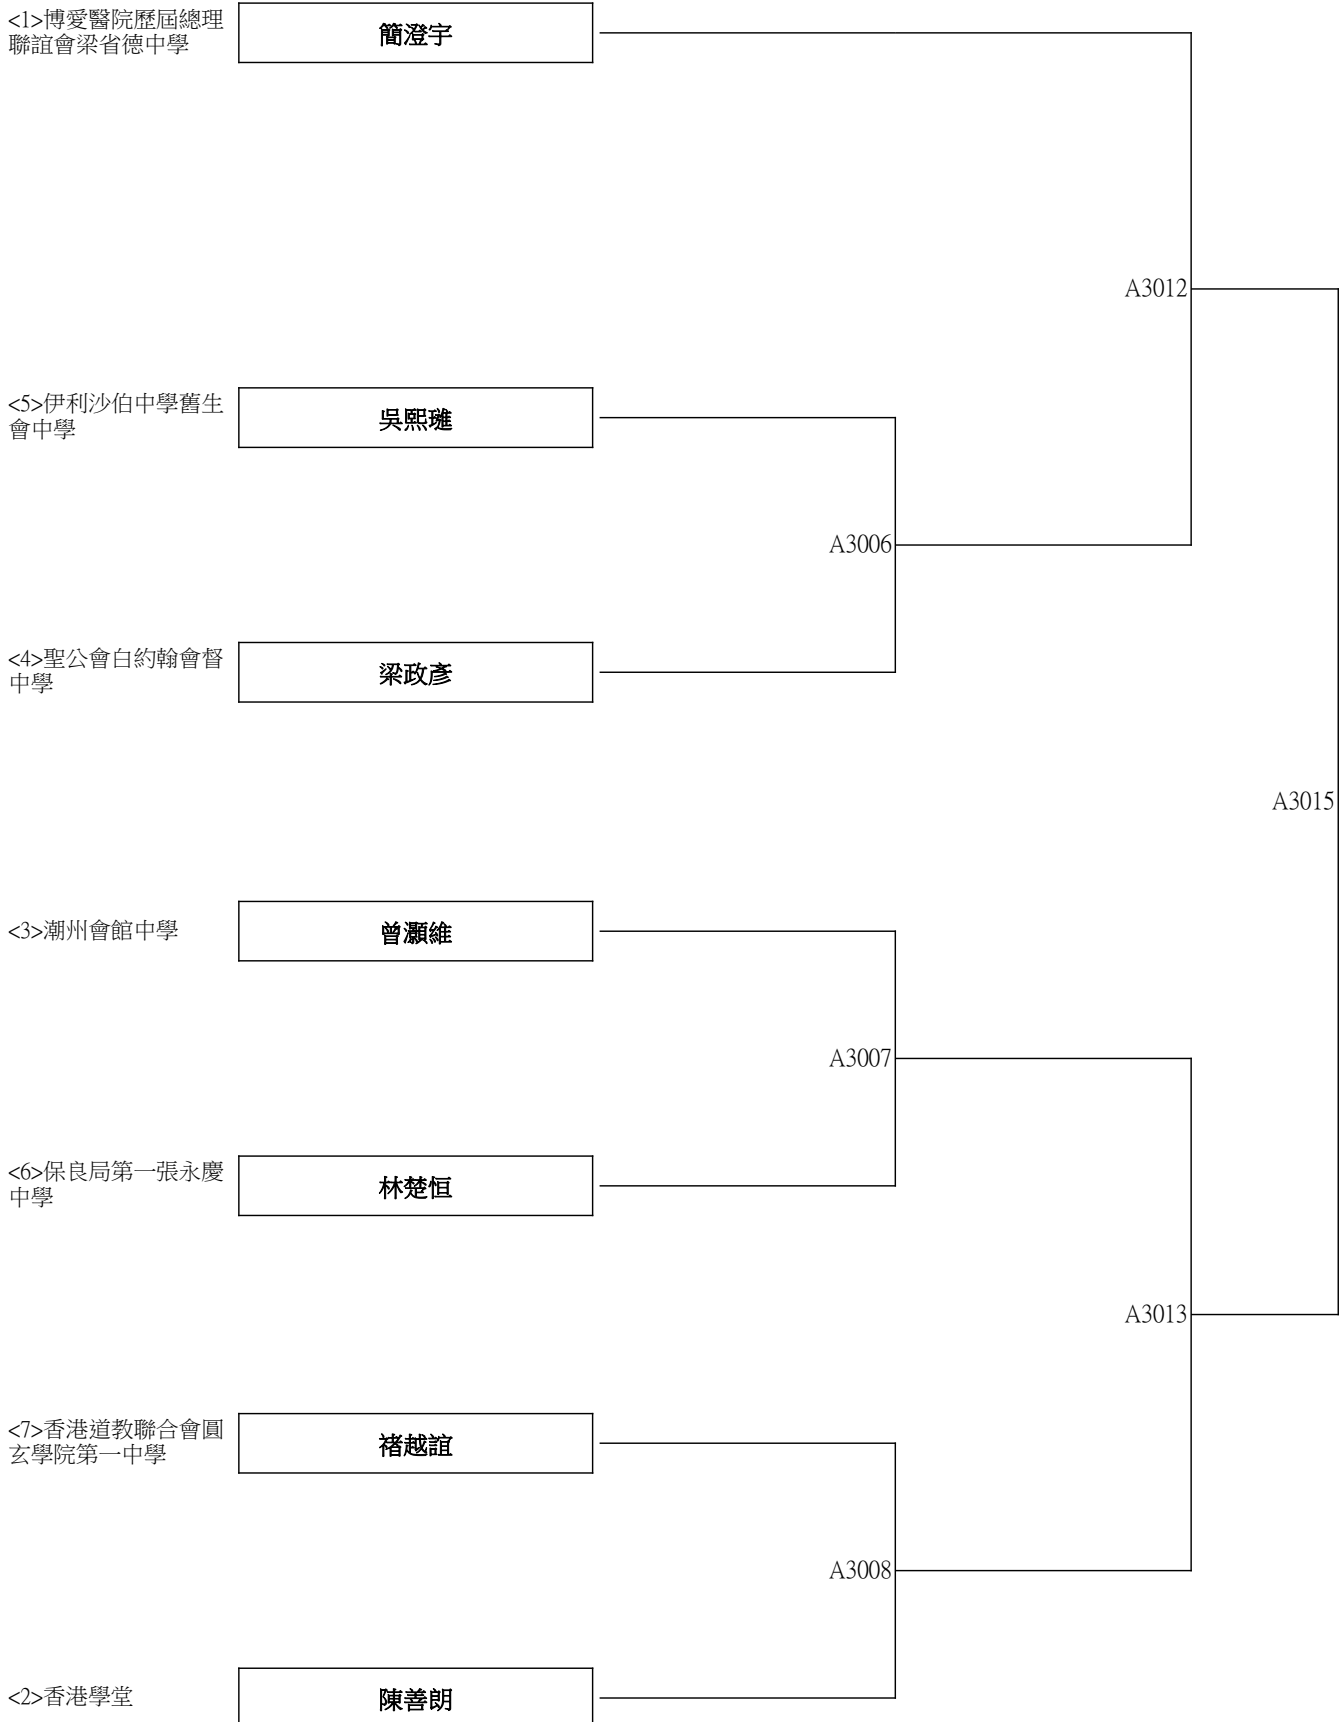 <1>博愛醫院歷屆總理
聯誼會梁省德中學
簡澄宇
A3012
<5>伊利沙伯中學舊生
會中學
吳熙璡
A3006
<4>聖公會白約翰會督
中學
梁政彥
A3015
<3>潮州會館中學
曾灝維
A3007
<6>保良局第一張永慶
中學
林楚恒
A3013
<7>香港道教聯合會圓
玄學院第一中學
褚越誼
A3008
<2>香港學堂
陳善朗